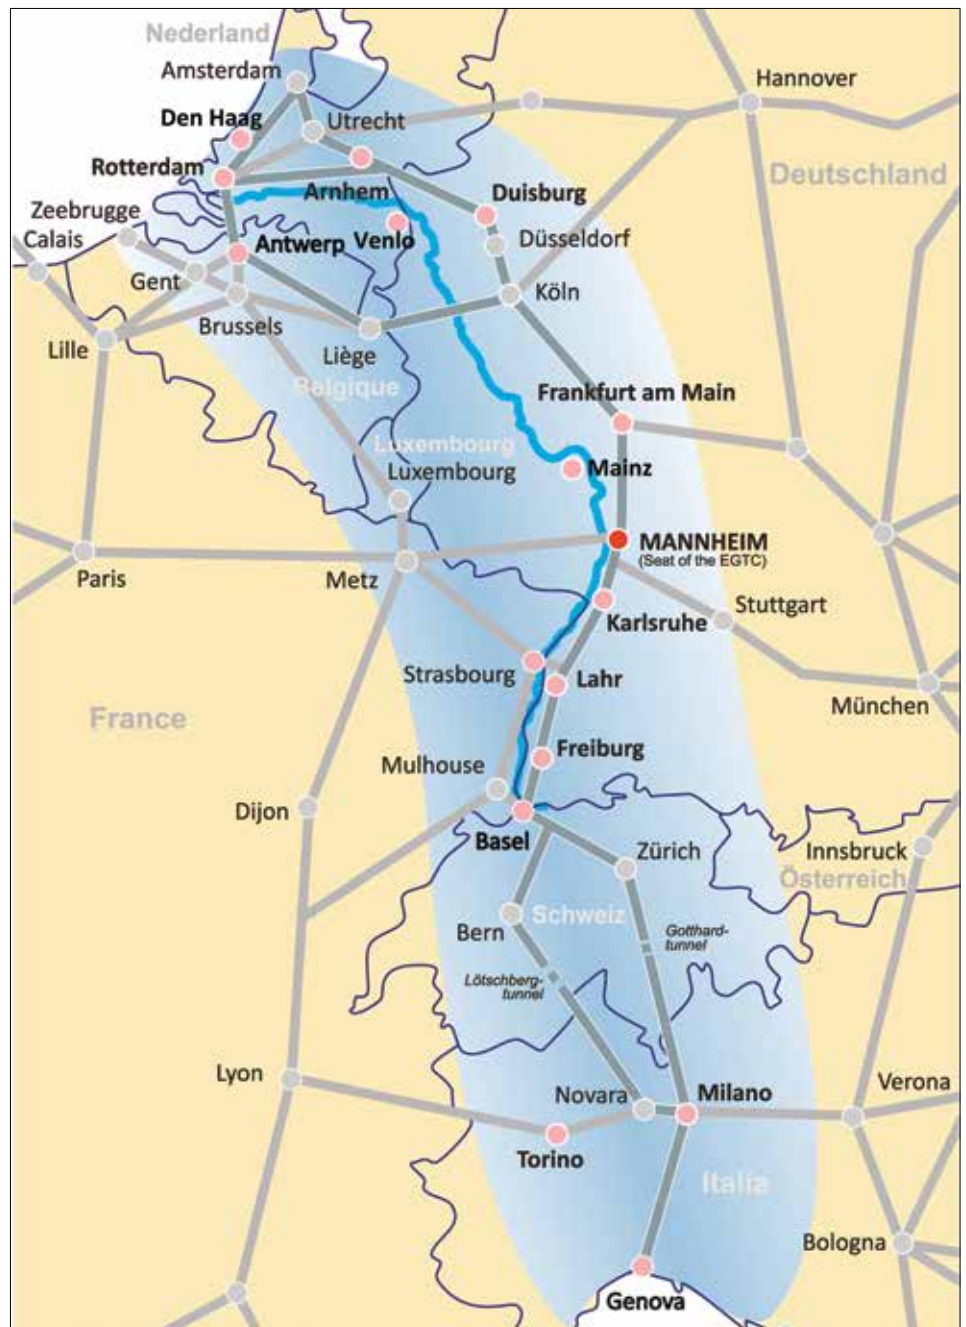 Nederland
Amsterdam
Hannover
Den Haag
Utrecht
Rotterdam
Deutschland
Arnhem
Duisburg
Zeebrugge
Calais
Antwerp
Venlo
Düsseldorf
Gent
Köln
Brussels
Lille
Liège
Belgique
Frankfurt am Main
Luxembourg
Luxembourg
Mainz
MANNHEIM
(Seat of the EGTC)
Paris
Metz
Stuttgart
Karlsruhe
Strasbourg
Lahr
München
France
Freiburg
Mulhouse
Dijon
Basel
Zürich
Innsbruck
Österreich
Schweiz
Bern
Gotthard-
tunnel
Lötschberg-
tunnel
Lyon
Novara
Milano
Verona
Torino
Italia
Bologna
Genova